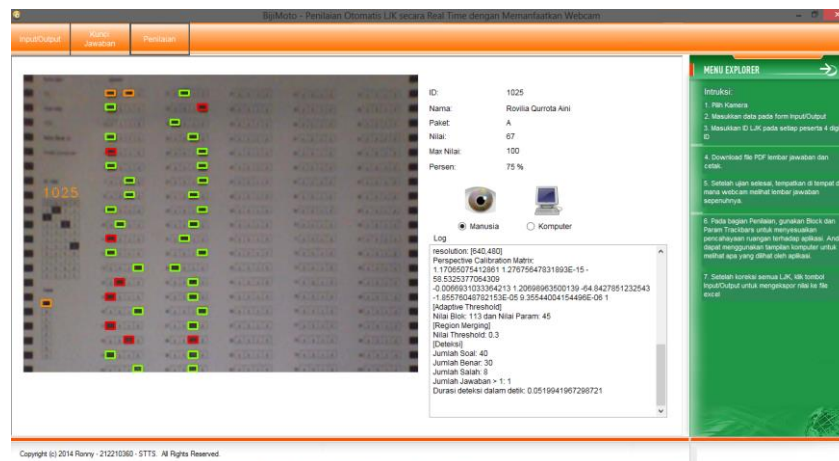 BijiMoto - Penilaian Otomatis LJK secara Real Time dengan Memanfaatkan Webcam
Input/Output
Kunci Jawaban
Penilaian
1025
ID: 1025
Nama: Rovilia Qurrota Aini
Paket: A
Nilai: 67
Max Nilai: 100
Persen: 75 %
Manusia
Komputer
Log
resolution: [640,480]
Perspective Calibration Matrix:
1.17065075412861 1.27675647831893E-15 -
58.5325377064309
-0.0066931033364213 1.20698963500139 -64.8427851232543
-1.85576048782153E-05 9.35544004154496E-06 1
[Adaptive Threshold]
Nilai Blok: 113 dan Nilai Param: 45
[Region Merging]
Nilai Threshold: 0.3
[Deteksi]
Jumlah Soal: 40
Jumlah Benar: 30
Jumlah Salah: 8
Jumlah Jawaban > 1: 1
Durasi deteksi dalam detik: 0.0519941967298721
MENU EXPLORER
Intruksi:
1. Pilih Kamera
2. Masukkan data pada form Input/Output
3. Masukkan ID LJK pada setiap peserta 4 digi
ID
4. Download file PDF lembar jawaban dan
cetak.
5. Setelah ujian selesai, tempatkan di tempat d
mana webcam melihat lembar jawaban
sepenuhnya.
6. Pada bagian Penilaian, gunakan Block dan
Param Trackbars untuk menyesuaikan
pencahayaan ruangan terhadap aplikasi. And
dapat menggunakan tampilan komputer untuk
melihat apa yang dilihat oleh aplikasi.
7. Setelah koreksi semua LJK, klik tombol
Input/Output untuk mengekspor nilai ke file
excel
Copyright (c) 2014 Ronny - 212210360 - STTS. All Rights Reserved.